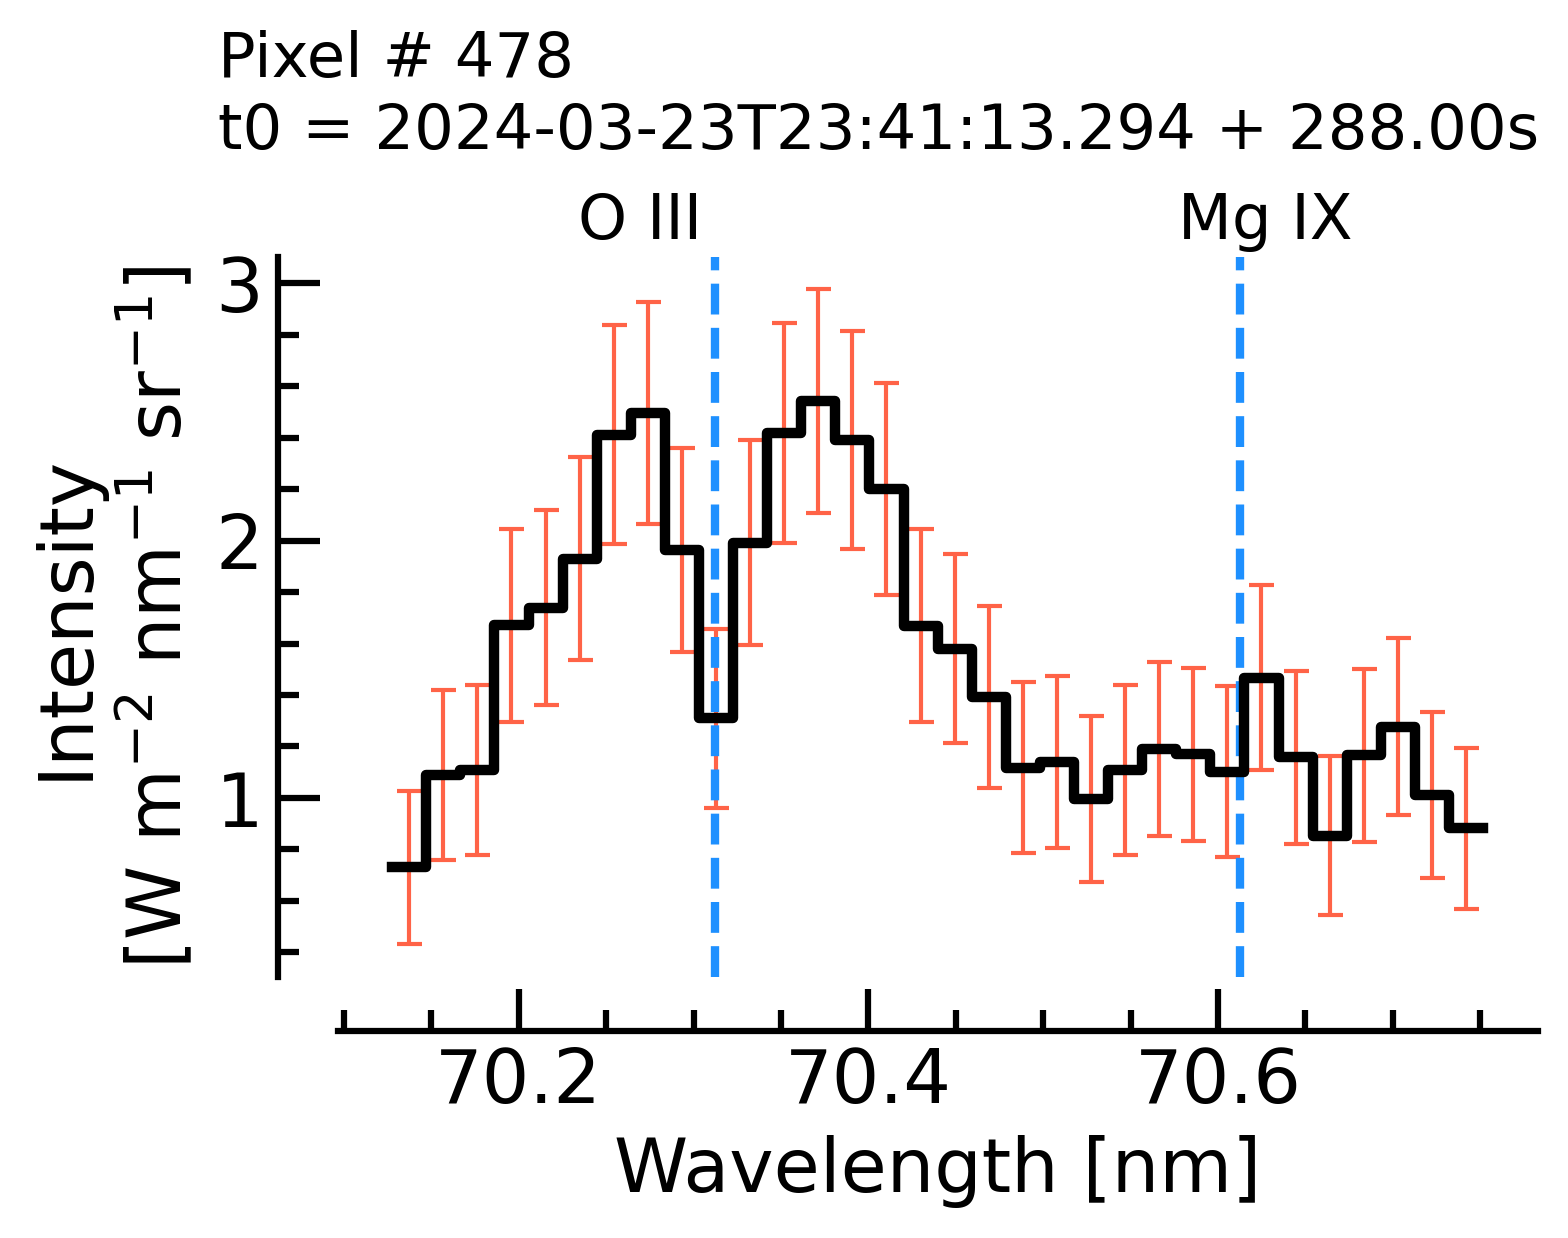 Pixel # 478
t0 = 2024-03-23T23:41:13.294 + 288.00s
O III
Mg IX
Intensity
[W m⁻² nm⁻¹ sr⁻¹]
3
2
1
70.2 70.4 70.6
Wavelength [nm]